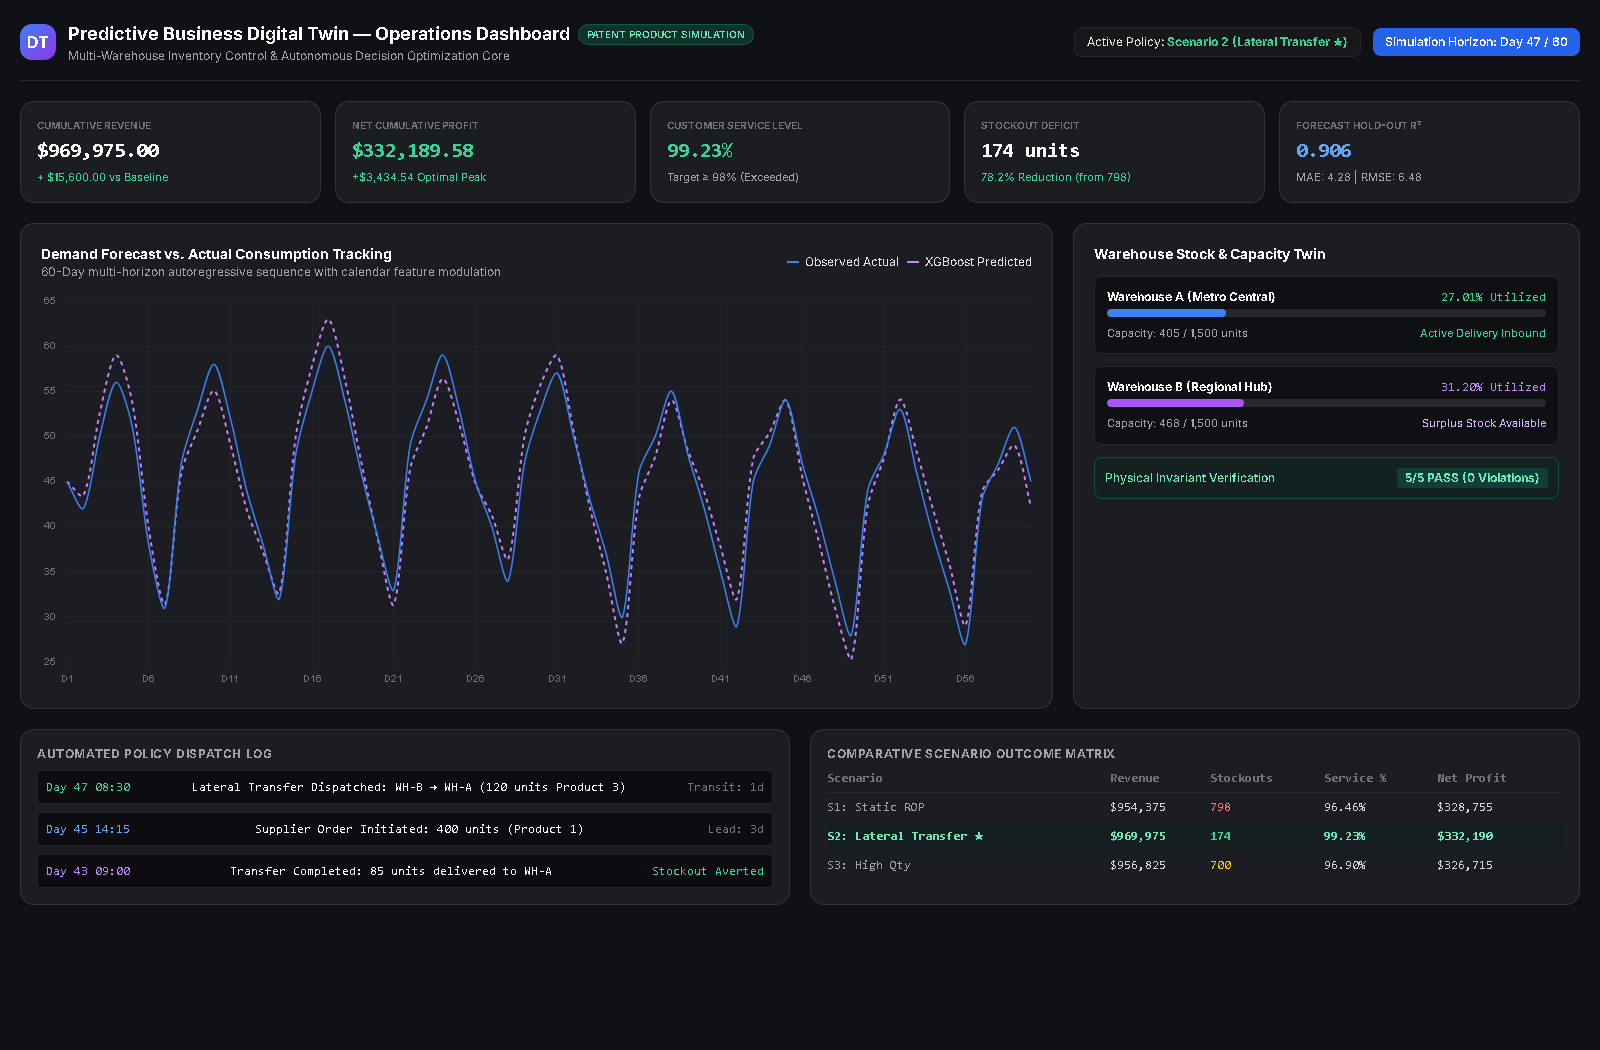 DT
Predictive Business Digital Twin — Operations Dashboard
PATENT PRODUCT SIMULATION
Multi-Warehouse Inventory Control & Autonomous Decision Optimization Core
Active Policy: Scenario 2 (Lateral Transfer ★)
Simulation Horizon: Day 47 / 60
CUMULATIVE REVENUE
$969,975.00
+ $15,600.00 vs Baseline
NET CUMULATIVE PROFIT
$332,189.58
+$3,434.54 Optimal Peak
CUSTOMER SERVICE LEVEL
99.23%
Target ≥ 98% (Exceeded)
STOCKOUT DEFICIT
174 units
78.2% Reduction (from 798)
FORECAST HOLD-OUT R²
0.906
MAE: 4.28 | RMSE: 6.48
Demand Forecast vs. Actual Consumption Tracking
60-Day multi-horizon autoregressive sequence with calendar feature modulation
Observed Actual
XGBoost Predicted
65
60
55
50
45
40
35
30
25
D1 D6 D11 D16 D21 D26 D31 D36 D41 D46 D51 D56
Warehouse Stock & Capacity Twin
Warehouse A (Metro Central) 27.01% Utilized
Capacity: 405 / 1,500 units Active Delivery Inbound
Warehouse B (Regional Hub) 31.20% Utilized
Capacity: 468 / 1,500 units Surplus Stock Available
Physical Invariant Verification 5/5 PASS (0 Violations)
AUTOMATED POLICY DISPATCH LOG
Day 47 08:30 Lateral Transfer Dispatched: WH-B → WH-A (120 units Product 3) Transit: 1d
Day 45 14:15 Supplier Order Initiated: 400 units (Product 1) Lead: 3d
Day 43 09:00 Transfer Completed: 85 units delivered to WH-A Stockout Averted
COMPARATIVE SCENARIO OUTCOME MATRIX
Scenario Revenue Stockouts Service % Net Profit
S1: Static ROP $954,375 798 96.46% $328,755
S2: Lateral Transfer ★ $969,975 174 99.23% $332,190
S3: High Qty $956,825 700 96.90% $326,715